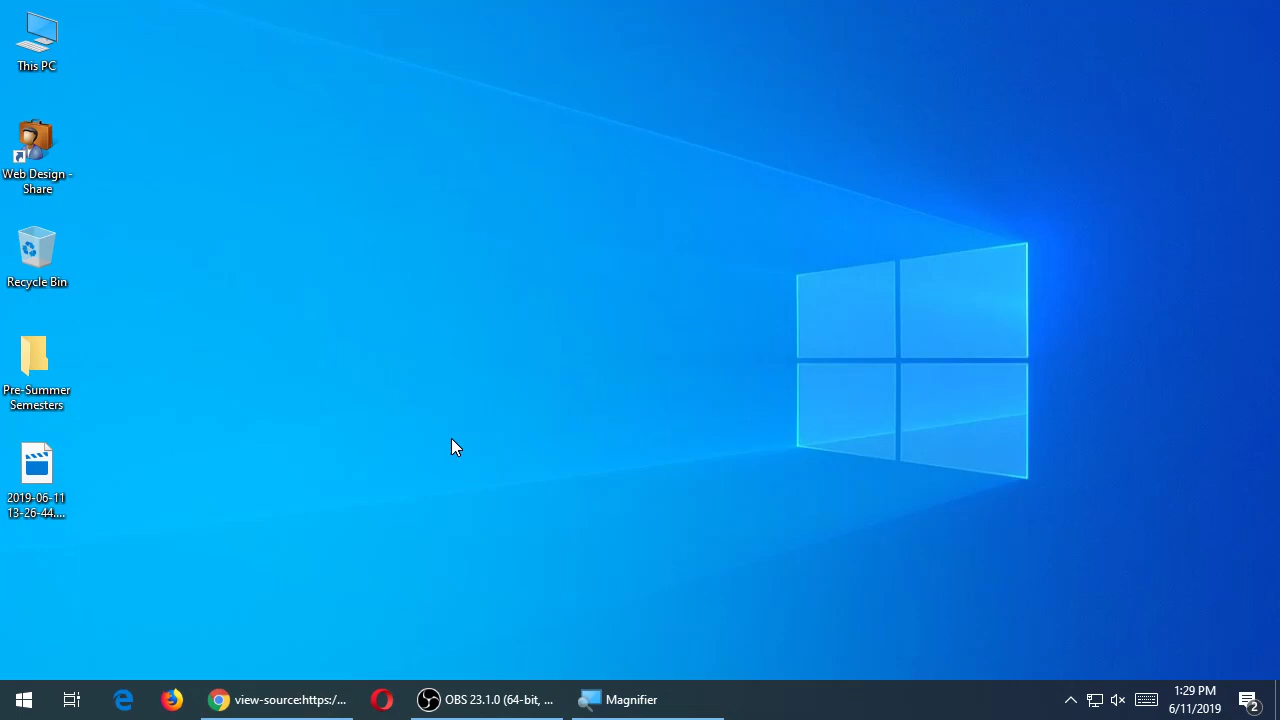 This PC
Web Design -
Share
Recycle Bin
Pre-Summer
Semesters
2019-06-11
13-26-44....
view-source:https:/...
OBS 23.1.0 (64-bit, ...
Magnifier
1:29 PM
6/11/2019
2